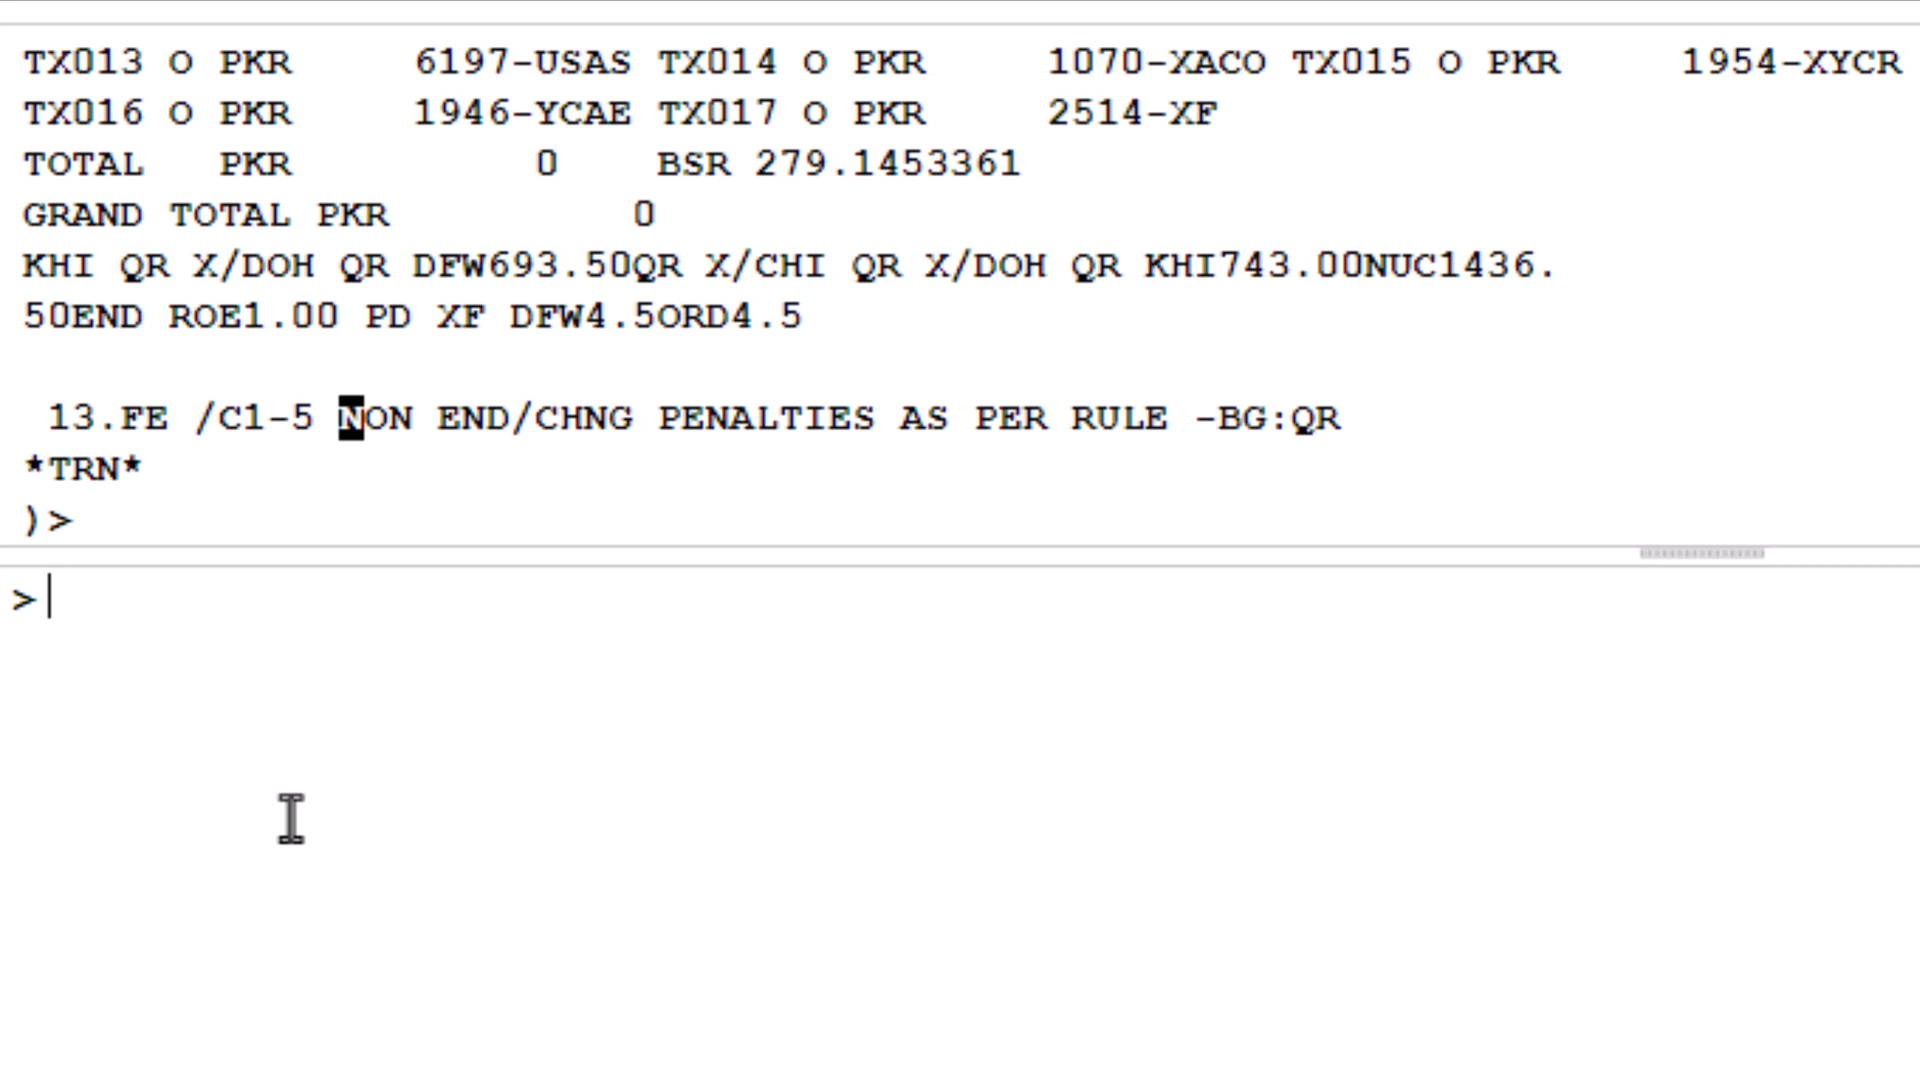 TX013 O PKR     6197-USAS TX014 O PKR     1070-XACO TX015 O PKR     1954-XYCR
TX016 O PKR     1946-YCAE TX017 O PKR     2514-XF
TOTAL   PKR          0    BSR 279.1453361
GRAND TOTAL PKR          0
KHI QR X/DOH QR DFW693.50QR X/CHI QR X/DOH QR KHI743.00NUC1436.
50END ROE1.00 PD XF DFW4.5ORD4.5
13.FE /C1-5 NON END/CHNG PENALTIES AS PER RULE -BG:QR
*TRN*
)>
>